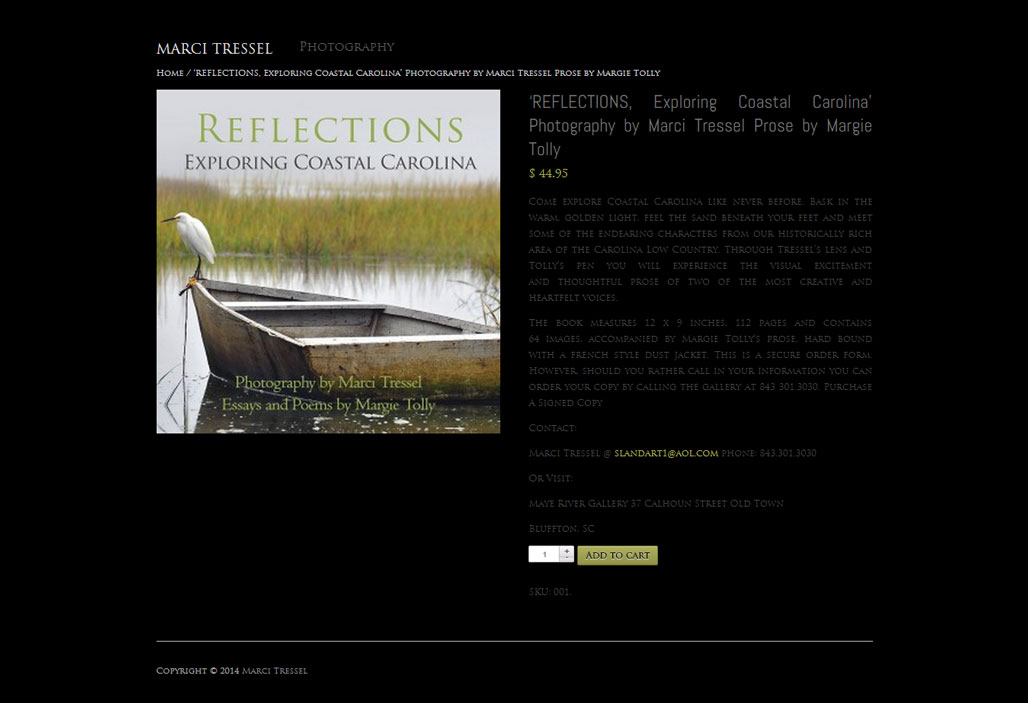 MARCI TRESSEL Photography
Home / ‘REFLECTIONS, Exploring Coastal Carolina’ Photography by Marci Tressel Prose by Margie Tolly
REFLECTIONS
EXPLORING COASTAL CAROLINA
Photography by Marci Tressel
Essays and Poems by Margie Tolly
‘REFLECTIONS, Exploring Coastal Carolina’
Photography by Marci Tressel Prose by Margie
Tolly
$ 44.95
Come explore Coastal Carolina like never before. Bask in the
warm, golden light, feel the sand beneath your feet and meet
some of the endearing characters from our historically rich
area of the Carolina Low Country. Through Tressel’s lens and
Tolly’s pen you will experience the visual excitement
and thoughtful prose of two of the most creative and
heartfelt voices.
The book measures 12 x 9 inches, 112 pages and contains
64 images, accompanied by Margie Tolly’s prose, hard bound
with a French style dust jacket. This is a secure order form.
However, should you rather call in your information you can
order your copy by calling the gallery at 843 301.3030. Purchase
a Signed Copy
Contact:
Marci Tressel @ slandart1@aol.com phone: 843.301.3030
Or Visit:
Maye River Gallery 37 Calhoun Street Old Town
Bluffton, SC
1 + - Add to cart
SKU: 001.
Copyright © 2014 Marci Tressel